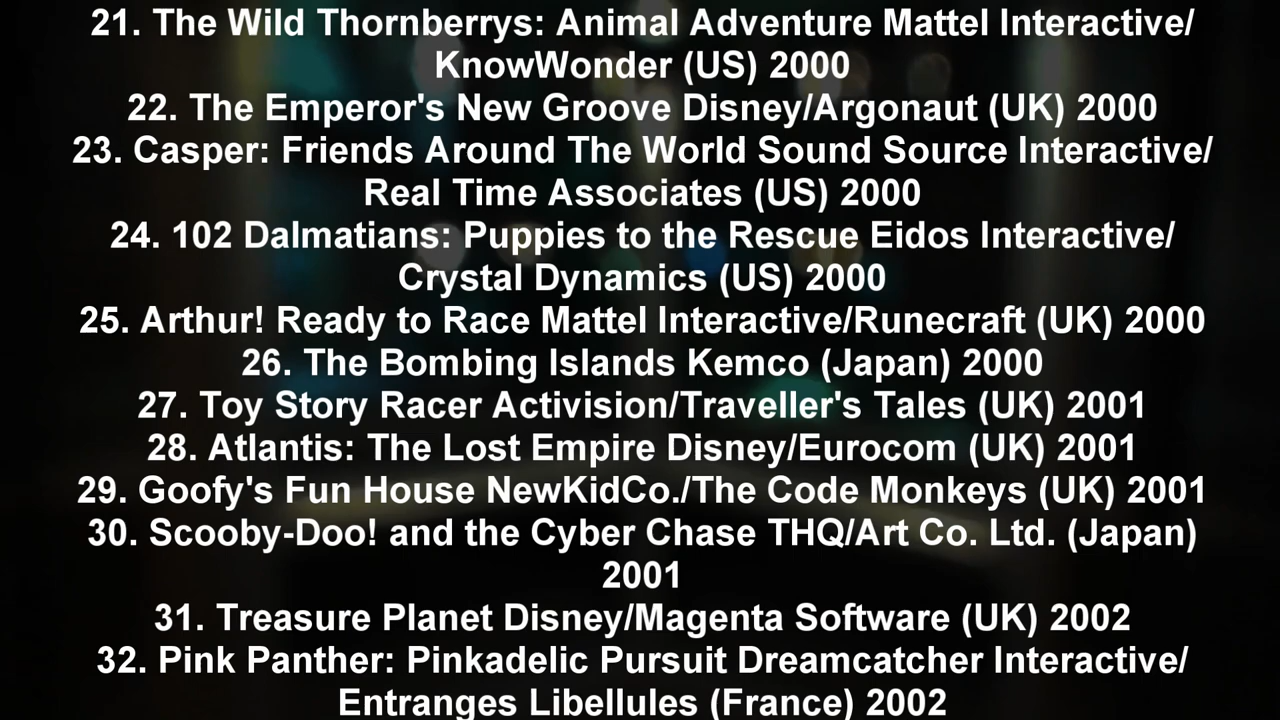 21. The Wild Thornberrys: Animal Adventure Mattel Interactive/
KnowWonder (US) 2000
22. The Emperor's New Groove Disney/Argonaut (UK) 2000
23. Casper: Friends Around The World Sound Source Interactive/
Real Time Associates (US) 2000
24. 102 Dalmatians: Puppies to the Rescue Eidos Interactive/
Crystal Dynamics (US) 2000
25. Arthur! Ready to Race Mattel Interactive/Runecraft (UK) 2000
26. The Bombing Islands Kemco (Japan) 2000
27. Toy Story Racer Activision/Traveller's Tales (UK) 2001
28. Atlantis: The Lost Empire Disney/Eurocom (UK) 2001
29. Goofy's Fun House NewKidCo./The Code Monkeys (UK) 2001
30. Scooby-Doo! and the Cyber Chase THQ/Art Co. Ltd. (Japan)
2001
31. Treasure Planet Disney/Magenta Software (UK) 2002
32. Pink Panther: Pinkadelic Pursuit Dreamcatcher Interactive/
Entranges Libellules (France) 2002